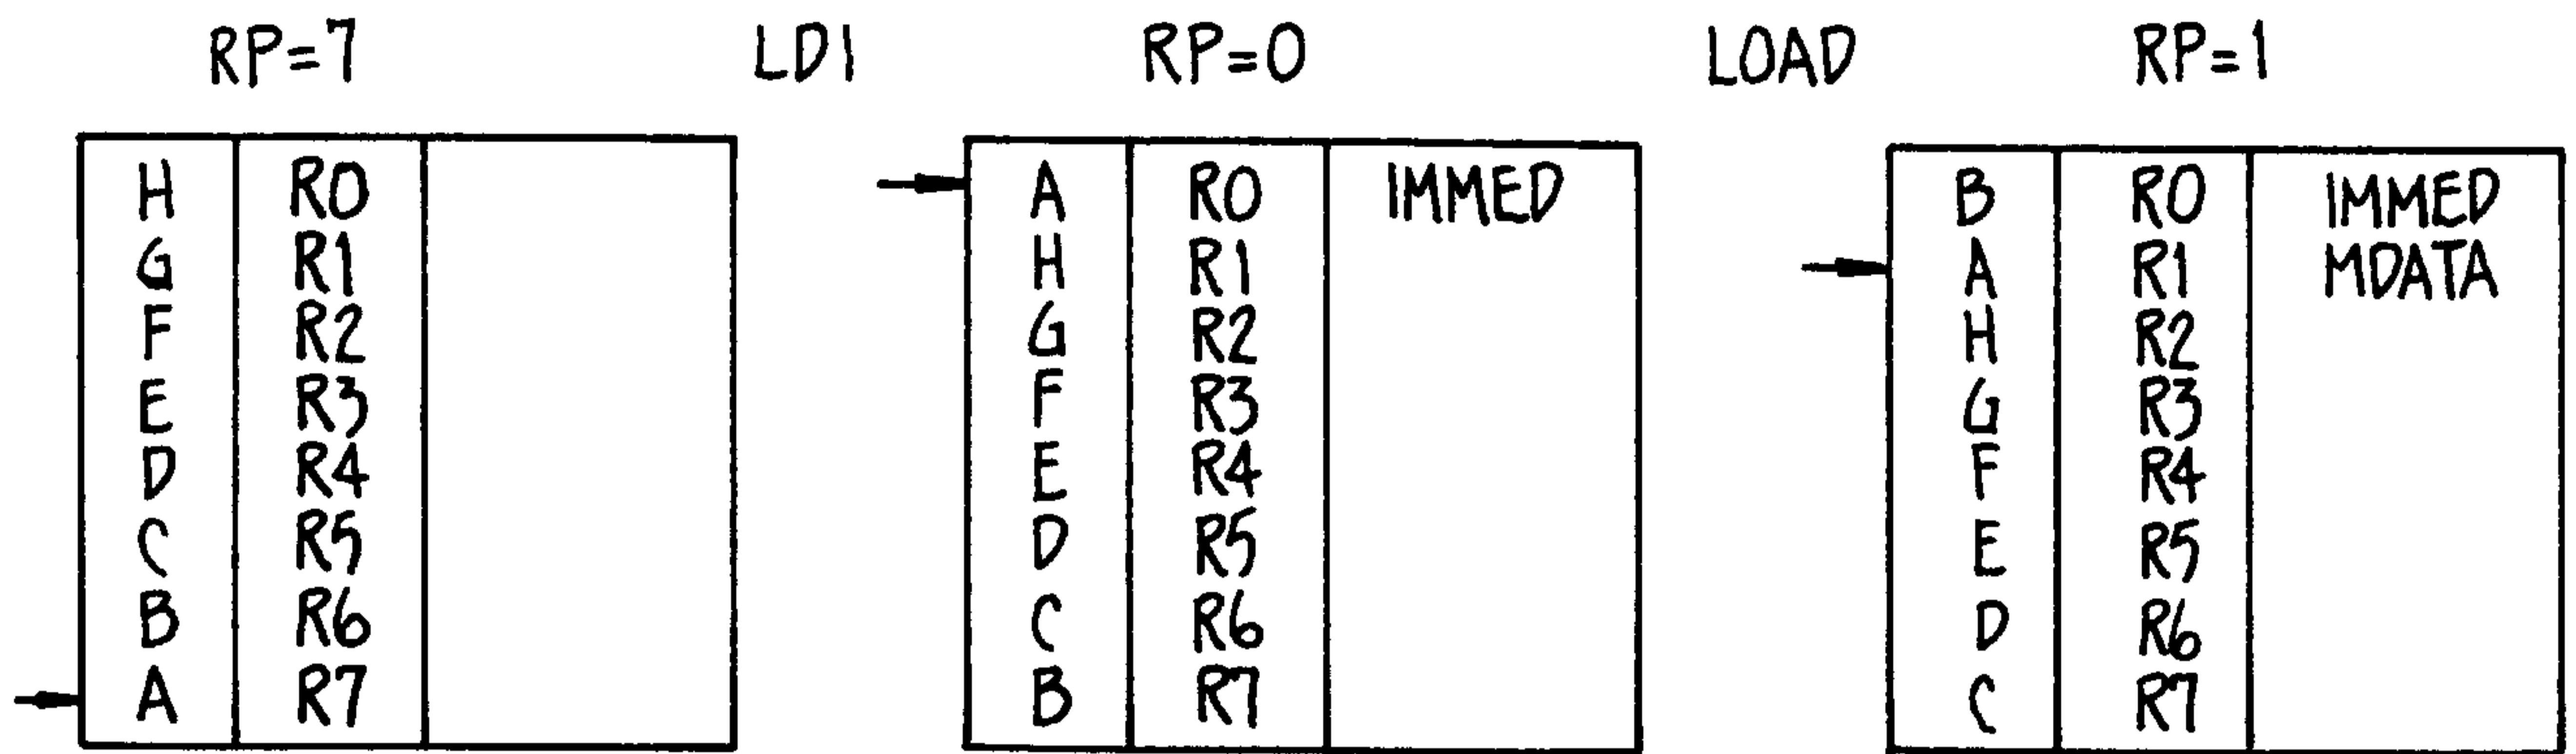 RP=7 LDI RP=0 LOAD RP=1
H R0 A R0 IMMED B R0 IMMED
G R1 H R1 A R1 MDATA
F R2 G R2 H R2
E R3 F R3 G R3
D R4 E R4 F R4
C R5 D R5 E R5
B R6 C R6 D R6
A R7 B R7 C R7